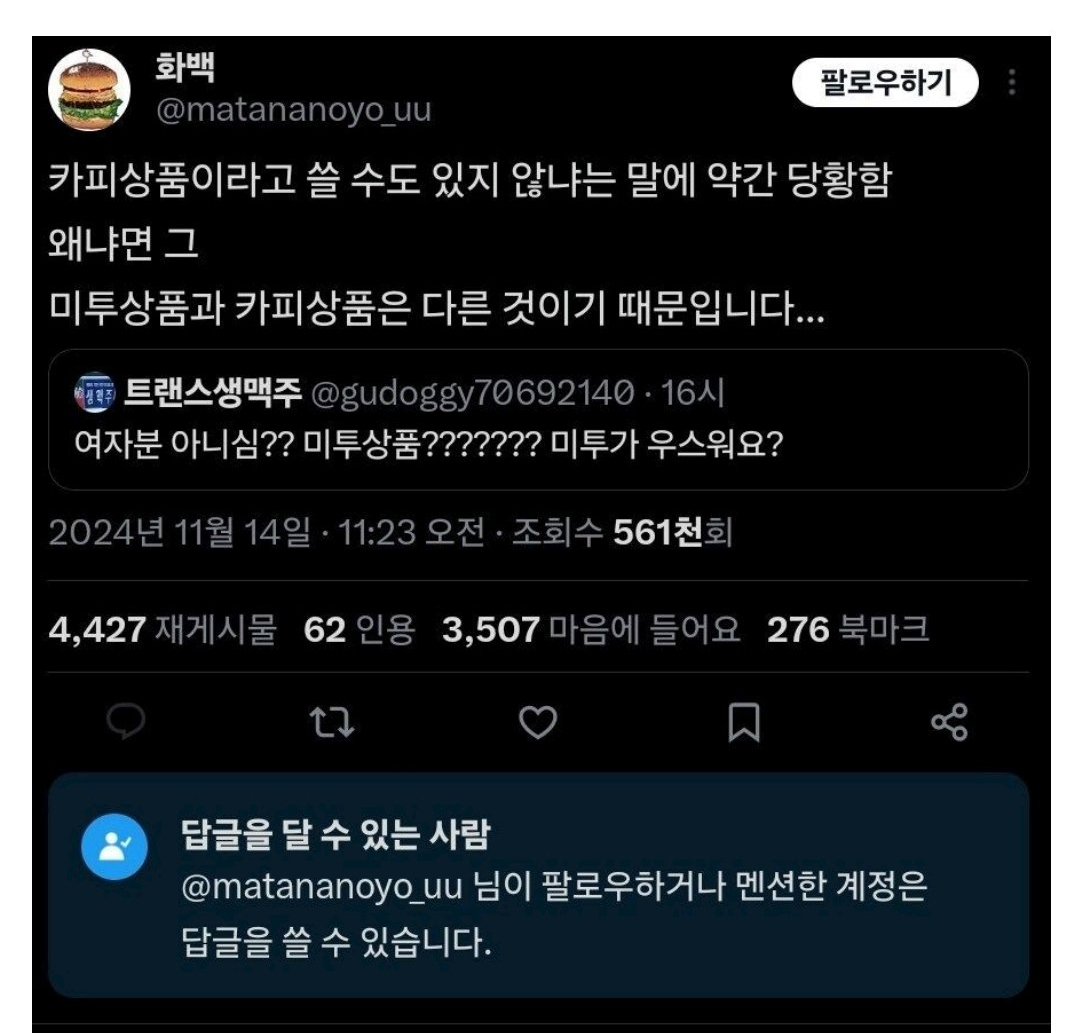 화백
@matananoyo_uu
팔로우하기
카피상품이라고 쓸 수도 있지 않냐는 말에 약간 당황함
왜냐면 그
미투상품과 카피상품은 다른 것이기 때문입니다...
트랜스생맥주 @gudoggy70692140 · 16시
여자분 아니심?? 미투상품??????? 미투가 우스워요?
2024년 11월 14일 · 11:23 오전 · 조회수 561천회
4,427 재게시물 62 인용 3,507 마음에 들어요 276 북마크
답글을 달 수 있는 사람
@matananoyo_uu 님이 팔로우하거나 멘션한 계정은
답글을 쓸 수 있습니다.